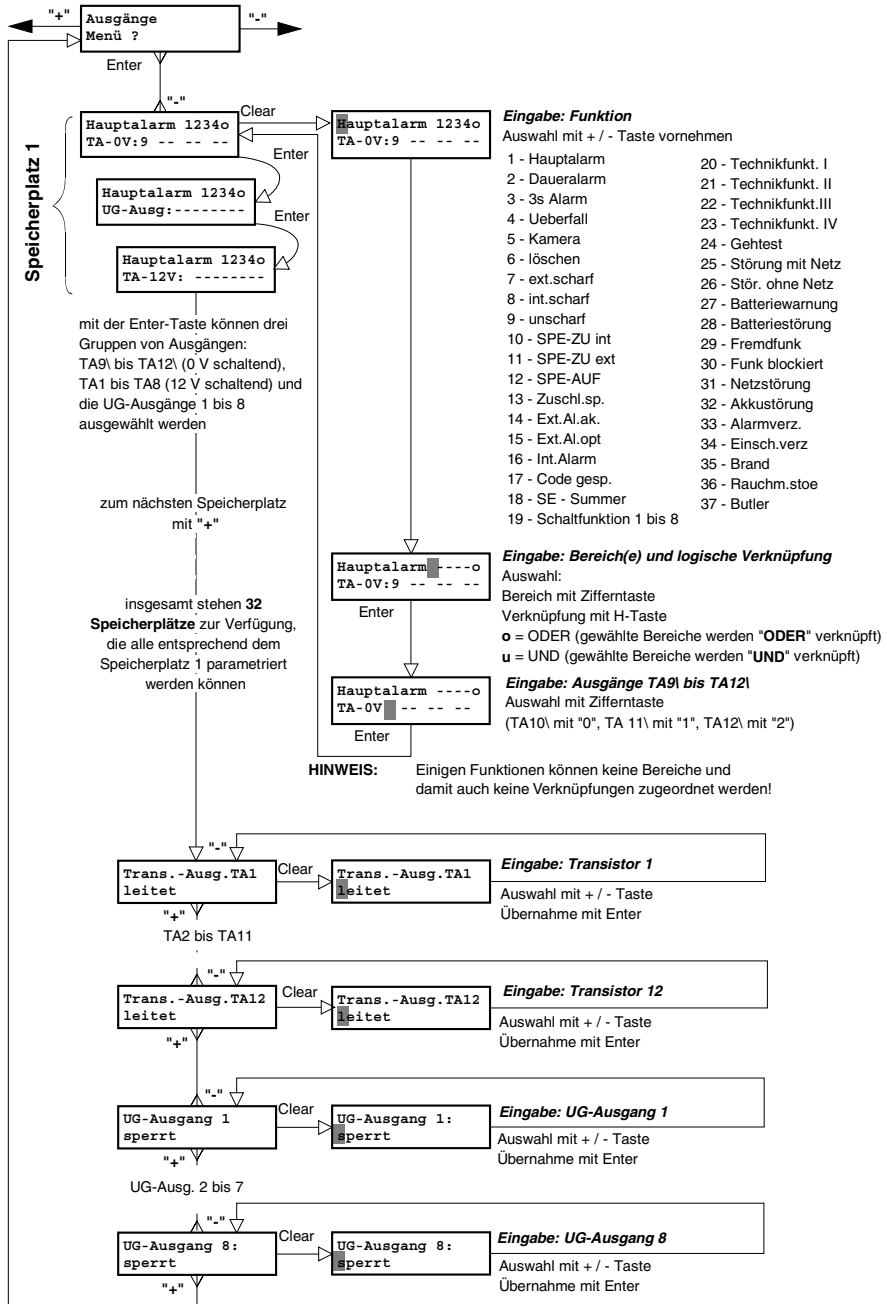 "+"
Ausgänge
Menü ?
"-"
Enter
"-"
Speicherplatz 1
Hauptalarm 1234o
TA-0V:9 -- -- --
Clear
Enter
Hauptalarm 1234o
UG-Ausg:--------
Enter
Hauptalarm 1234o
TA-12V: --------
mit der Enter-Taste können drei
Gruppen von Ausgängen:
TA9\ bis TA12\ (0 V schaltend),
TA1 bis TA8 (12 V schaltend) und
die UG-Ausgänge 1 bis 8
ausgewählt werden
zum nächsten Speicherplatz
mit "+"
insgesamt stehen 32
Speicherplätze zur Verfügung,
die alle entsprechend dem
Speicherplatz 1 parametriert
werden können
Hauptalarm 1234o
TA-0V:9 -- -- --
Eingabe: Funktion
Auswahl mit + / - Taste vornehmen
1 - Hauptalarm
2 - Daueralarm
3 - 3s Alarm
4 - Ueberfall
5 - Kamera
6 - löschen
7 - ext.scharf
8 - int.scharf
9 - unscharf
10 - SPE-ZU int
11 - SPE-ZU ext
12 - SPE-AUF
13 - Zuschl.sp.
14 - Ext.Al.ak.
15 - Ext.Al.opt
16 - Int.Alarm
17 - Code gesp.
18 - SE - Summer
19 - Schaltfunktion 1 bis 8
20 - Technikfunkt. I
21 - Technikfunkt. II
22 - Technikfunkt.III
23 - Technikfunkt. IV
24 - Gehtest
25 - Störung mit Netz
26 - Stör. ohne Netz
27 - Batteriewarnung
28 - Batteriestörung
29 - Fremdfunk
30 - Funk blockiert
31 - Netzstörung
32 - Akkustörung
33 - Alarmverz.
34 - Einsch.verz
35 - Brand
36 - Rauchm.stoe
37 - Butler
Hauptalarm ----o
TA-0V:9 -- -- --
Enter
Eingabe: Bereich(e) und logische Verknüpfung
Auswahl:
Bereich mit Zifferntaste
Verknüpfung mit H-Taste
o = ODER (gewählte Bereiche werden "ODER" verknüpft)
u = UND (gewählte Bereiche werden "UND" verknüpft)
Hauptalarm ----o
TA-0V -- -- --
Enter
Eingabe: Ausgänge TA9\ bis TA12\
Auswahl mit Zifferntaste
(TA10\ mit "0", TA 11\ mit "1", TA12\ mit "2")
HINWEIS: Einigen Funktionen können keine Bereiche und
damit auch keine Verknüpfungen zugeordnet werden!
"-"
Trans.-Ausg.TA1
leitet
Clear
Trans.-Ausg.TA1
leitet
Eingabe: Transistor 1
Auswahl mit + / - Taste
Übernahme mit Enter
"+"
TA2 bis TA11
"-"
Trans.-Ausg.TA12
leitet
Clear
Trans.-Ausg.TA12
leitet
Eingabe: Transistor 12
Auswahl mit + / - Taste
Übernahme mit Enter
"+"
"-"
UG-Ausgang 1
sperrt
Clear
UG-Ausgang 1:
sperrt
Eingabe: UG-Ausgang 1
Auswahl mit + / - Taste
Übernahme mit Enter
"+"
UG-Ausg. 2 bis 7
"-"
UG-Ausgang 8:
sperrt
Clear
UG-Ausgang 8:
sperrt
Eingabe: UG-Ausgang 8
Auswahl mit + / - Taste
Übernahme mit Enter
"+"